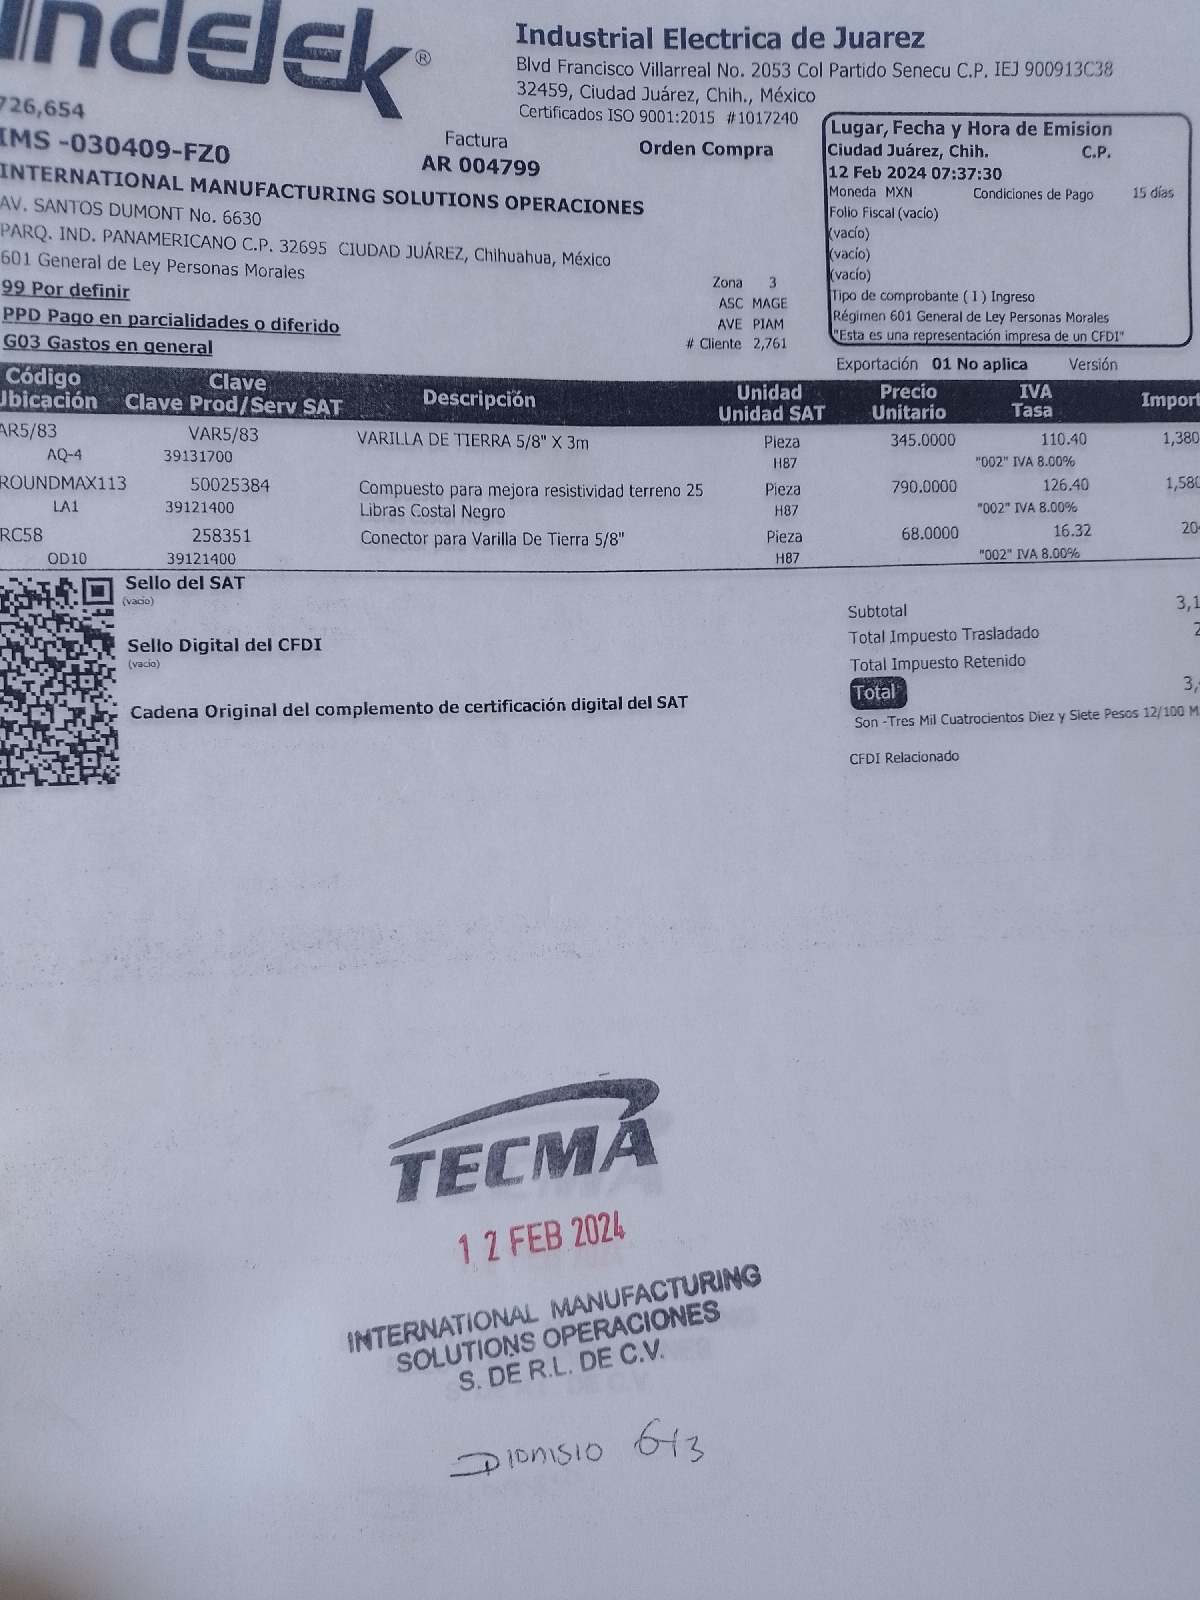 Indelek®
Industrial Electrica de Juarez
Blvd Francisco Villarreal No. 2053 Col Partido Senecu C.P. IEJ 900913C38
32459, Ciudad Juárez, Chih., México
Certificados ISO 9001:2015 #1017240
726,654
IMS -030409-FZ0
Factura
AR 004799
Orden Compra
INTERNATIONAL MANUFACTURING SOLUTIONS OPERACIONES
AV. SANTOS DUMONT No. 6630
PARQ. IND. PANAMERICANO C.P. 32695 CIUDAD JUÁREZ, Chihuahua, México
601 General de Ley Personas Morales
99 Por definir
PPD Pago en parcialidades o diferido
G03 Gastos en general
Zona 3
ASC MAGE
AVE PIAM
# Cliente 2,761
Lugar, Fecha y Hora de Emision
Ciudad Juárez, Chih. C.P.
12 Feb 2024 07:37:30
Moneda MXN Condiciones de Pago 15 días
Folio Fiscal (vacío)
(vacío)
(vacío)
(vacío)
Tipo de comprobante ( I ) Ingreso
Régimen 601 General de Ley Personas Morales
"Esta es una representación impresa de un CFDI"
Exportación 01 No aplica Versión
Código Clave Descripción Unidad Precio IVA Import
Ubicación Clave Prod/Serv SAT Unidad SAT Unitario Tasa
AR5/83 VAR5/83 VARILLA DE TIERRA 5/8" X 3m Pieza 345.0000 110.40 1,380
AQ-4 39131700 H87 "002" IVA 8.00%
ROUNDMAX113 50025384 Compuesto para mejora resistividad terreno 25 Pieza 790.0000 126.40 1,580
LA1 39121400 Libras Costal Negro H87 "002" IVA 8.00%
RC58 258351 Conector para Varilla De Tierra 5/8" Pieza 68.0000 16.32 20
OD10 39121400 H87 "002" IVA 8.00%
Sello del SAT
(vacio)
Sello Digital del CFDI
(vacio)
Cadena Original del complemento de certificación digital del SAT
Subtotal 3,1
Total Impuesto Trasladado 2
Total Impuesto Retenido
Total 3,
Son -Tres Mil Cuatrocientos Diez y Siete Pesos 12/100 M
CFDI Relacionado
TECMA
12 FEB 2024
INTERNATIONAL MANUFACTURING
SOLUTIONS OPERACIONES
S. DE R.L. DE C.V.
Dionisio